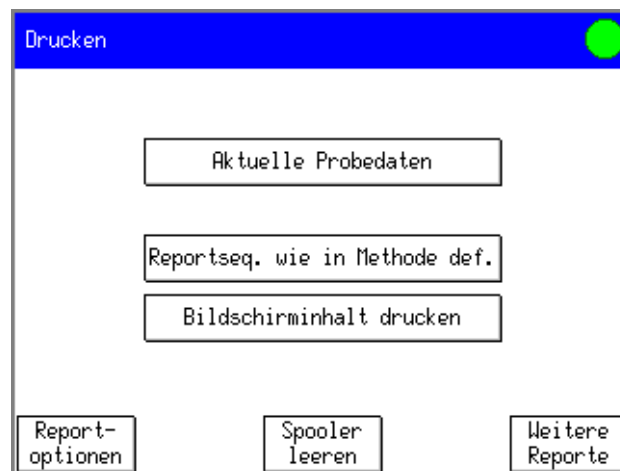 Drucken
Aktuelle Probedaten
Reportseq. wie in Methode def.
Bildschirminhalt drucken
Report-
optionen
Spooler
leeren
Weitere
Reporte